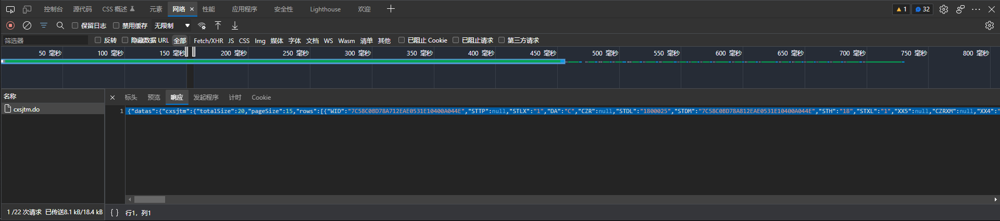 控制台 源代码 CSS 概述 元素 网络 性能 应用程序 安全性 Lighthouse 欢迎 1 32
保留日志 禁用缓存 无限制
筛选器 反转 隐藏数据 URL 全部 Fetch/XHR JS CSS Img 媒体 字体 文档 WS Wasm 清单 其他 已阻止 Cookie 已阻止请求 第三方请求
50 毫秒 100 毫秒 150 毫秒 200 毫秒 250 毫秒 300 毫秒 350 毫秒 400 毫秒 450 毫秒 500 毫秒 550 毫秒 600 毫秒 650 毫秒 700 毫秒 750 毫秒 800 毫秒
名称 标头 预览 响应 发起程序 计时 Cookie
cxsjtm.do
1 {"datas":{"cxsjtm":{"totalSize":20,"pageSize":15,"rows":[{"WID":"7C58C0BD78A712EAE0531E10400A044E","STTP":null,"STLX":"1","DA":"C","CZR":null,"STDL":"1800025","STDM":"7C58C0BD78A812EAE0531E10400A044E","STH":"18","STXL":"1","XX5":null,"CZRXM":null,"XX4":"
1 /22 次请求 已传送8.1 kB/18.4 kB { } 行1，列1